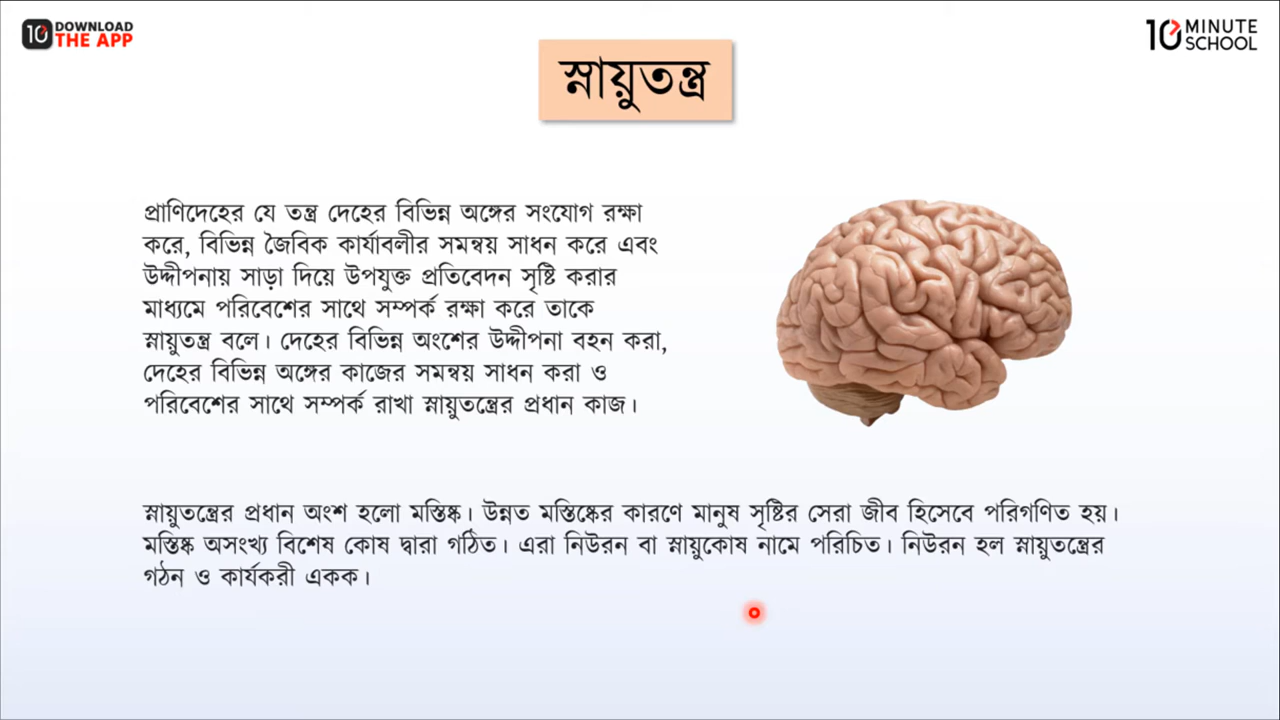 DOWNLOAD
THE APP
10 MINUTE
SCHOOL
স্নায়ুতন্ত্র
প্রাণিদেহের যে তন্ত্র দেহের বিভিন্ন অঙ্গের সংযোগ রক্ষা
করে, বিভিন্ন জৈবিক কার্যাবলীর সমন্বয় সাধন করে এবং
উদ্দীপনায় সাড়া দিয়ে উপযুক্ত প্রতিবেদন সৃষ্টি করার
মাধ্যমে পরিবেশের সাথে সম্পর্ক রক্ষা করে তাকে
স্নায়ুতন্ত্র বলে। দেহের বিভিন্ন অংশের উদ্দীপনা বহন করা,
দেহের বিভিন্ন অঙ্গের কাজের সমন্বয় সাধন করা ও
পরিবেশের সাথে সম্পর্ক রাখা স্নায়ুতন্ত্রের প্রধান কাজ।
স্নায়ুতন্ত্রের প্রধান অংশ হলো মস্তিষ্ক। উন্নত মস্তিষ্কের কারণে মানুষ সৃষ্টির সেরা জীব হিসেবে পরিগণিত হয়।
মস্তিষ্ক অসংখ্য বিশেষ কোষ দ্বারা গঠিত। এরা নিউরন বা স্নায়ুকোষ নামে পরিচিত। নিউরন হল স্নায়ুতন্ত্রের
গঠন ও কার্যকরী একক।